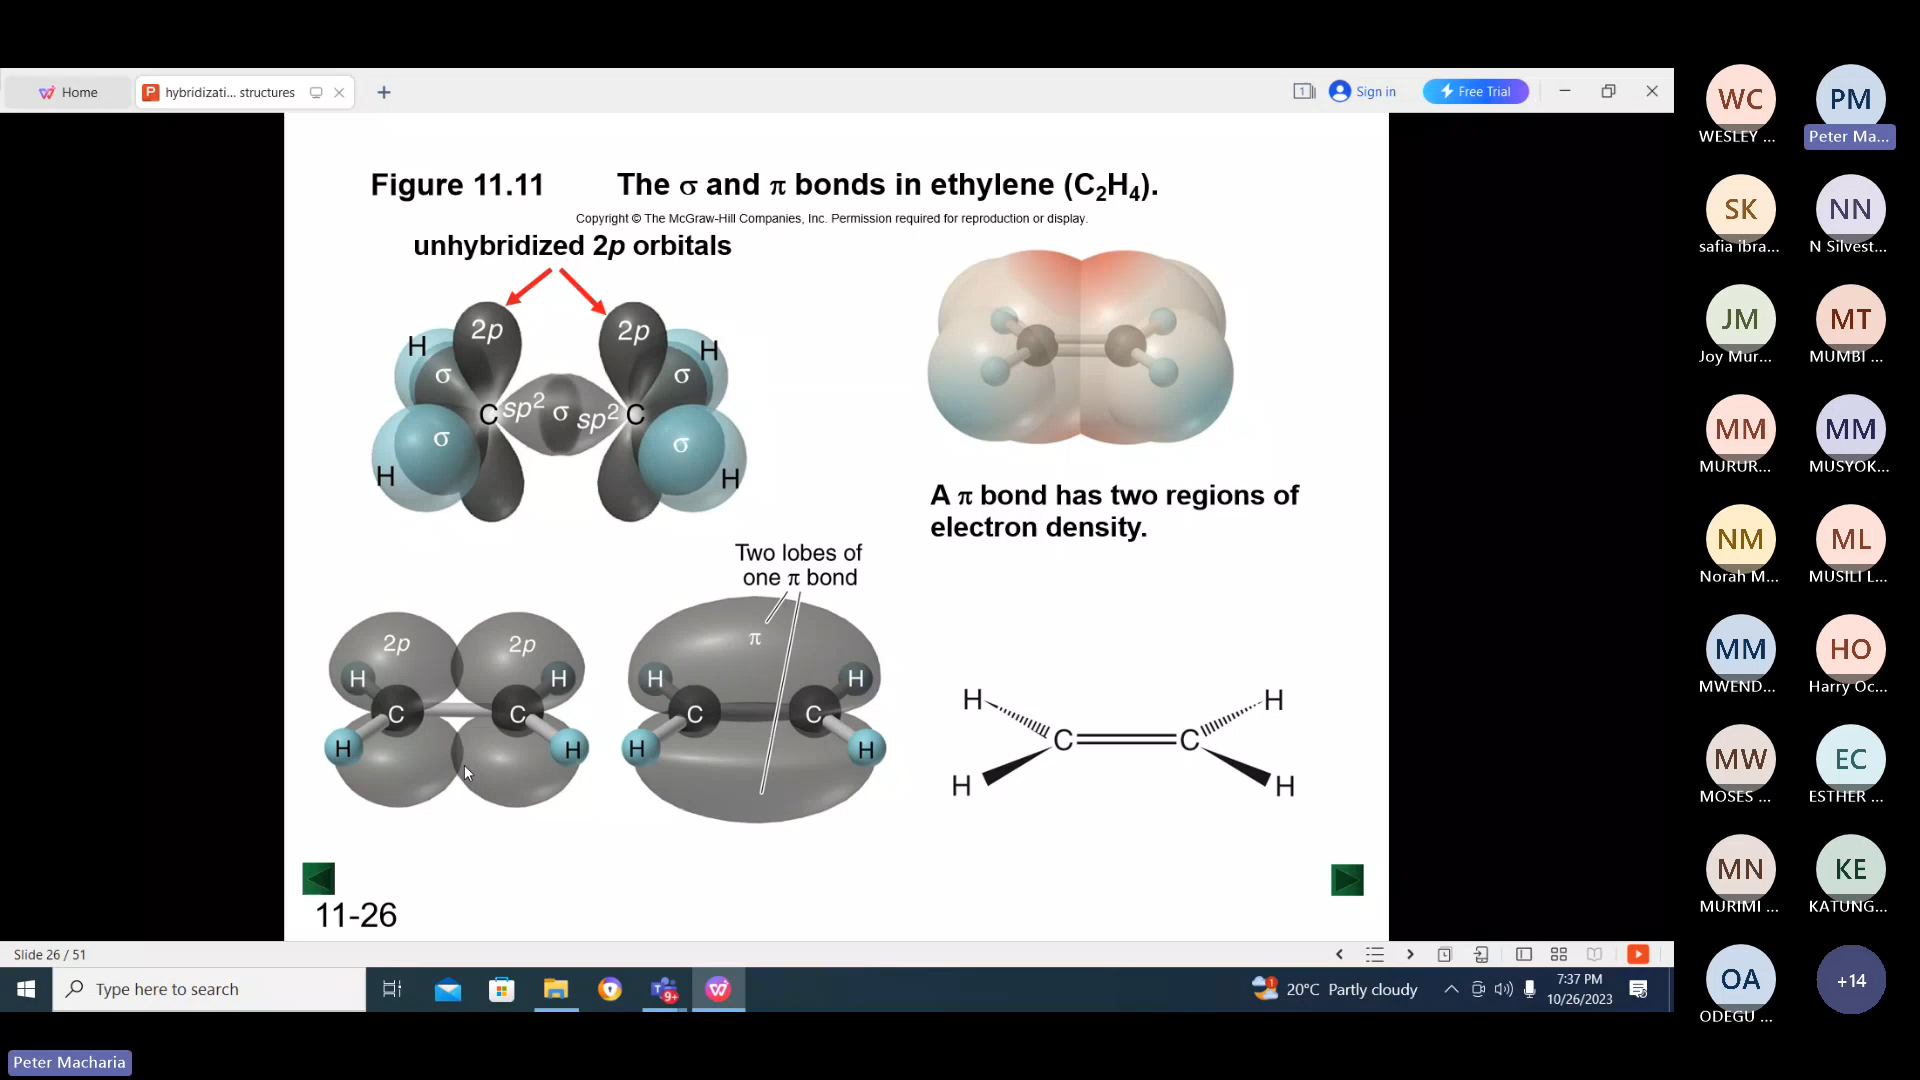 Home
hybridizati... structures
Sign in
Free Trial
Figure 11.11 The σ and π bonds in ethylene (C₂H₄).
Copyright © The McGraw-Hill Companies, Inc. Permission required for reproduction or display.
unhybridized 2p orbitals
2p 2p
H H
σ σ
C sp² σ sp² C
σ σ
H H
A π bond has two regions of
electron density.
Two lobes of
one π bond
2p 2p
H H
C C
H H
π
H H
C C
H H
H H
C C
H H
11-26
Slide 26 / 51
Type here to search
9+
1
20°C Partly cloudy
7:37 PM
10/26/2023
WC
WESLEY ...
PM
Peter Ma...
SK
safia ibra...
NN
N Silvest...
JM
Joy Mur...
MT
MUMBI ...
MM
MURUR...
MM
MUSYOK...
NM
Norah M...
ML
MUSILI L...
MM
MWEND...
HO
Harry Oc...
MW
MOSES ...
EC
ESTHER ...
MN
MURIMI ...
KE
KATUNG...
OA
ODEGU ...
+14
Peter Macharia